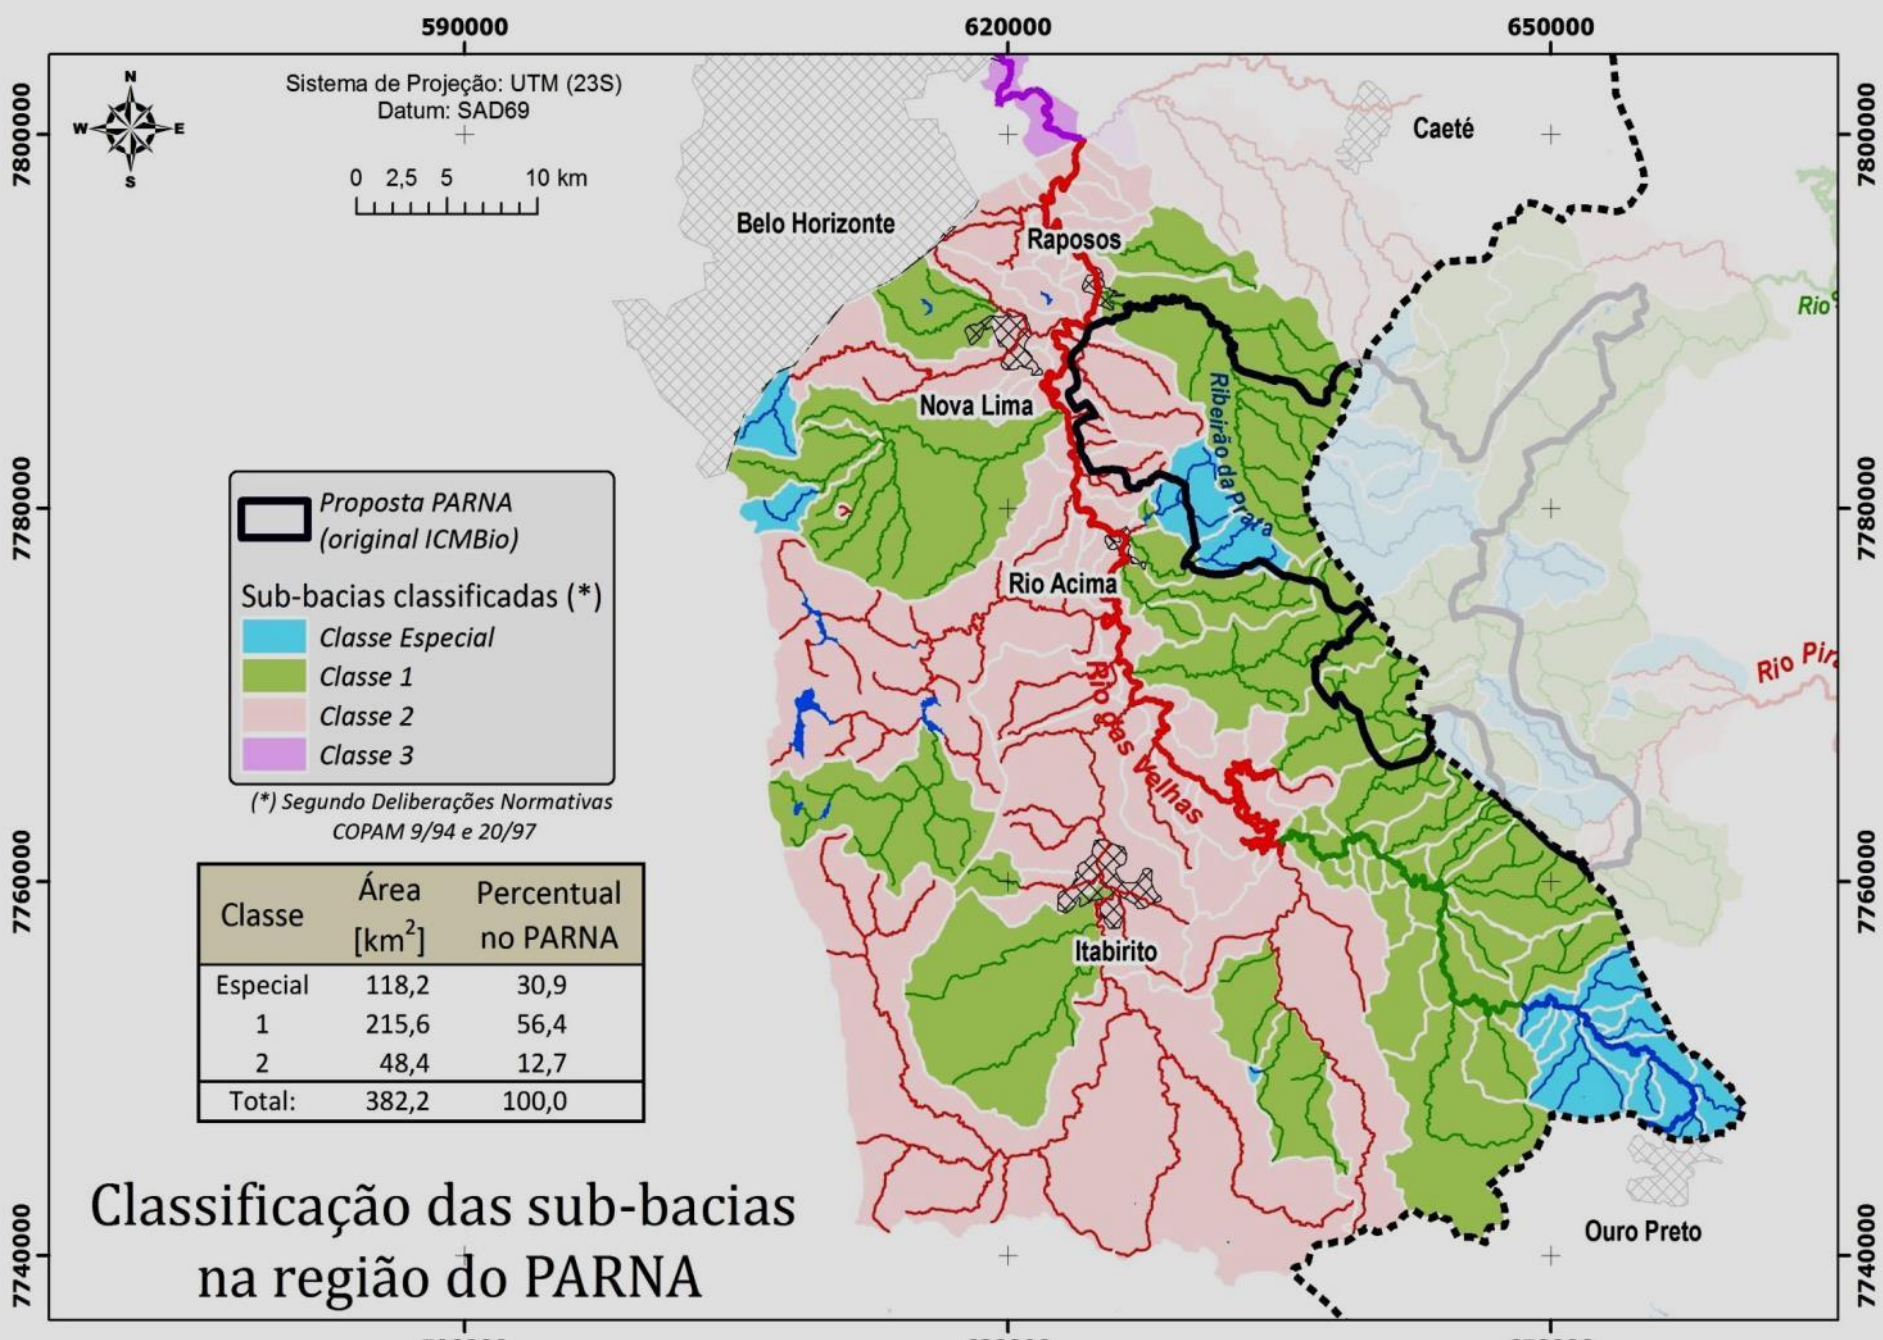 590000 620000 650000
7800000 7800000
7780000 7780000
7760000 7760000
7740000 7740000
N
W E
S
Sistema de Projeção: UTM (23S)
Datum: SAD69
0 2,5 5 10 km
Belo Horizonte
Caeté
Raposos
Nova Lima
Ribeirão da Prata
Rio Acima
Rio das Velhas
Rio
Rio Pira
Itabirito
Ouro Preto
Proposta PARNA
(original ICMBio)
Sub-bacias classificadas (*)
Classe Especial
Classe 1
Classe 2
Classe 3
(*) Segundo Deliberações Normativas
COPAM 9/94 e 20/97
Classe Área [km2] Percentual no PARNA
Especial 118,2 30,9
1 215,6 56,4
2 48,4 12,7
Total: 382,2 100,0
Classificação das sub-bacias
na região do PARNA